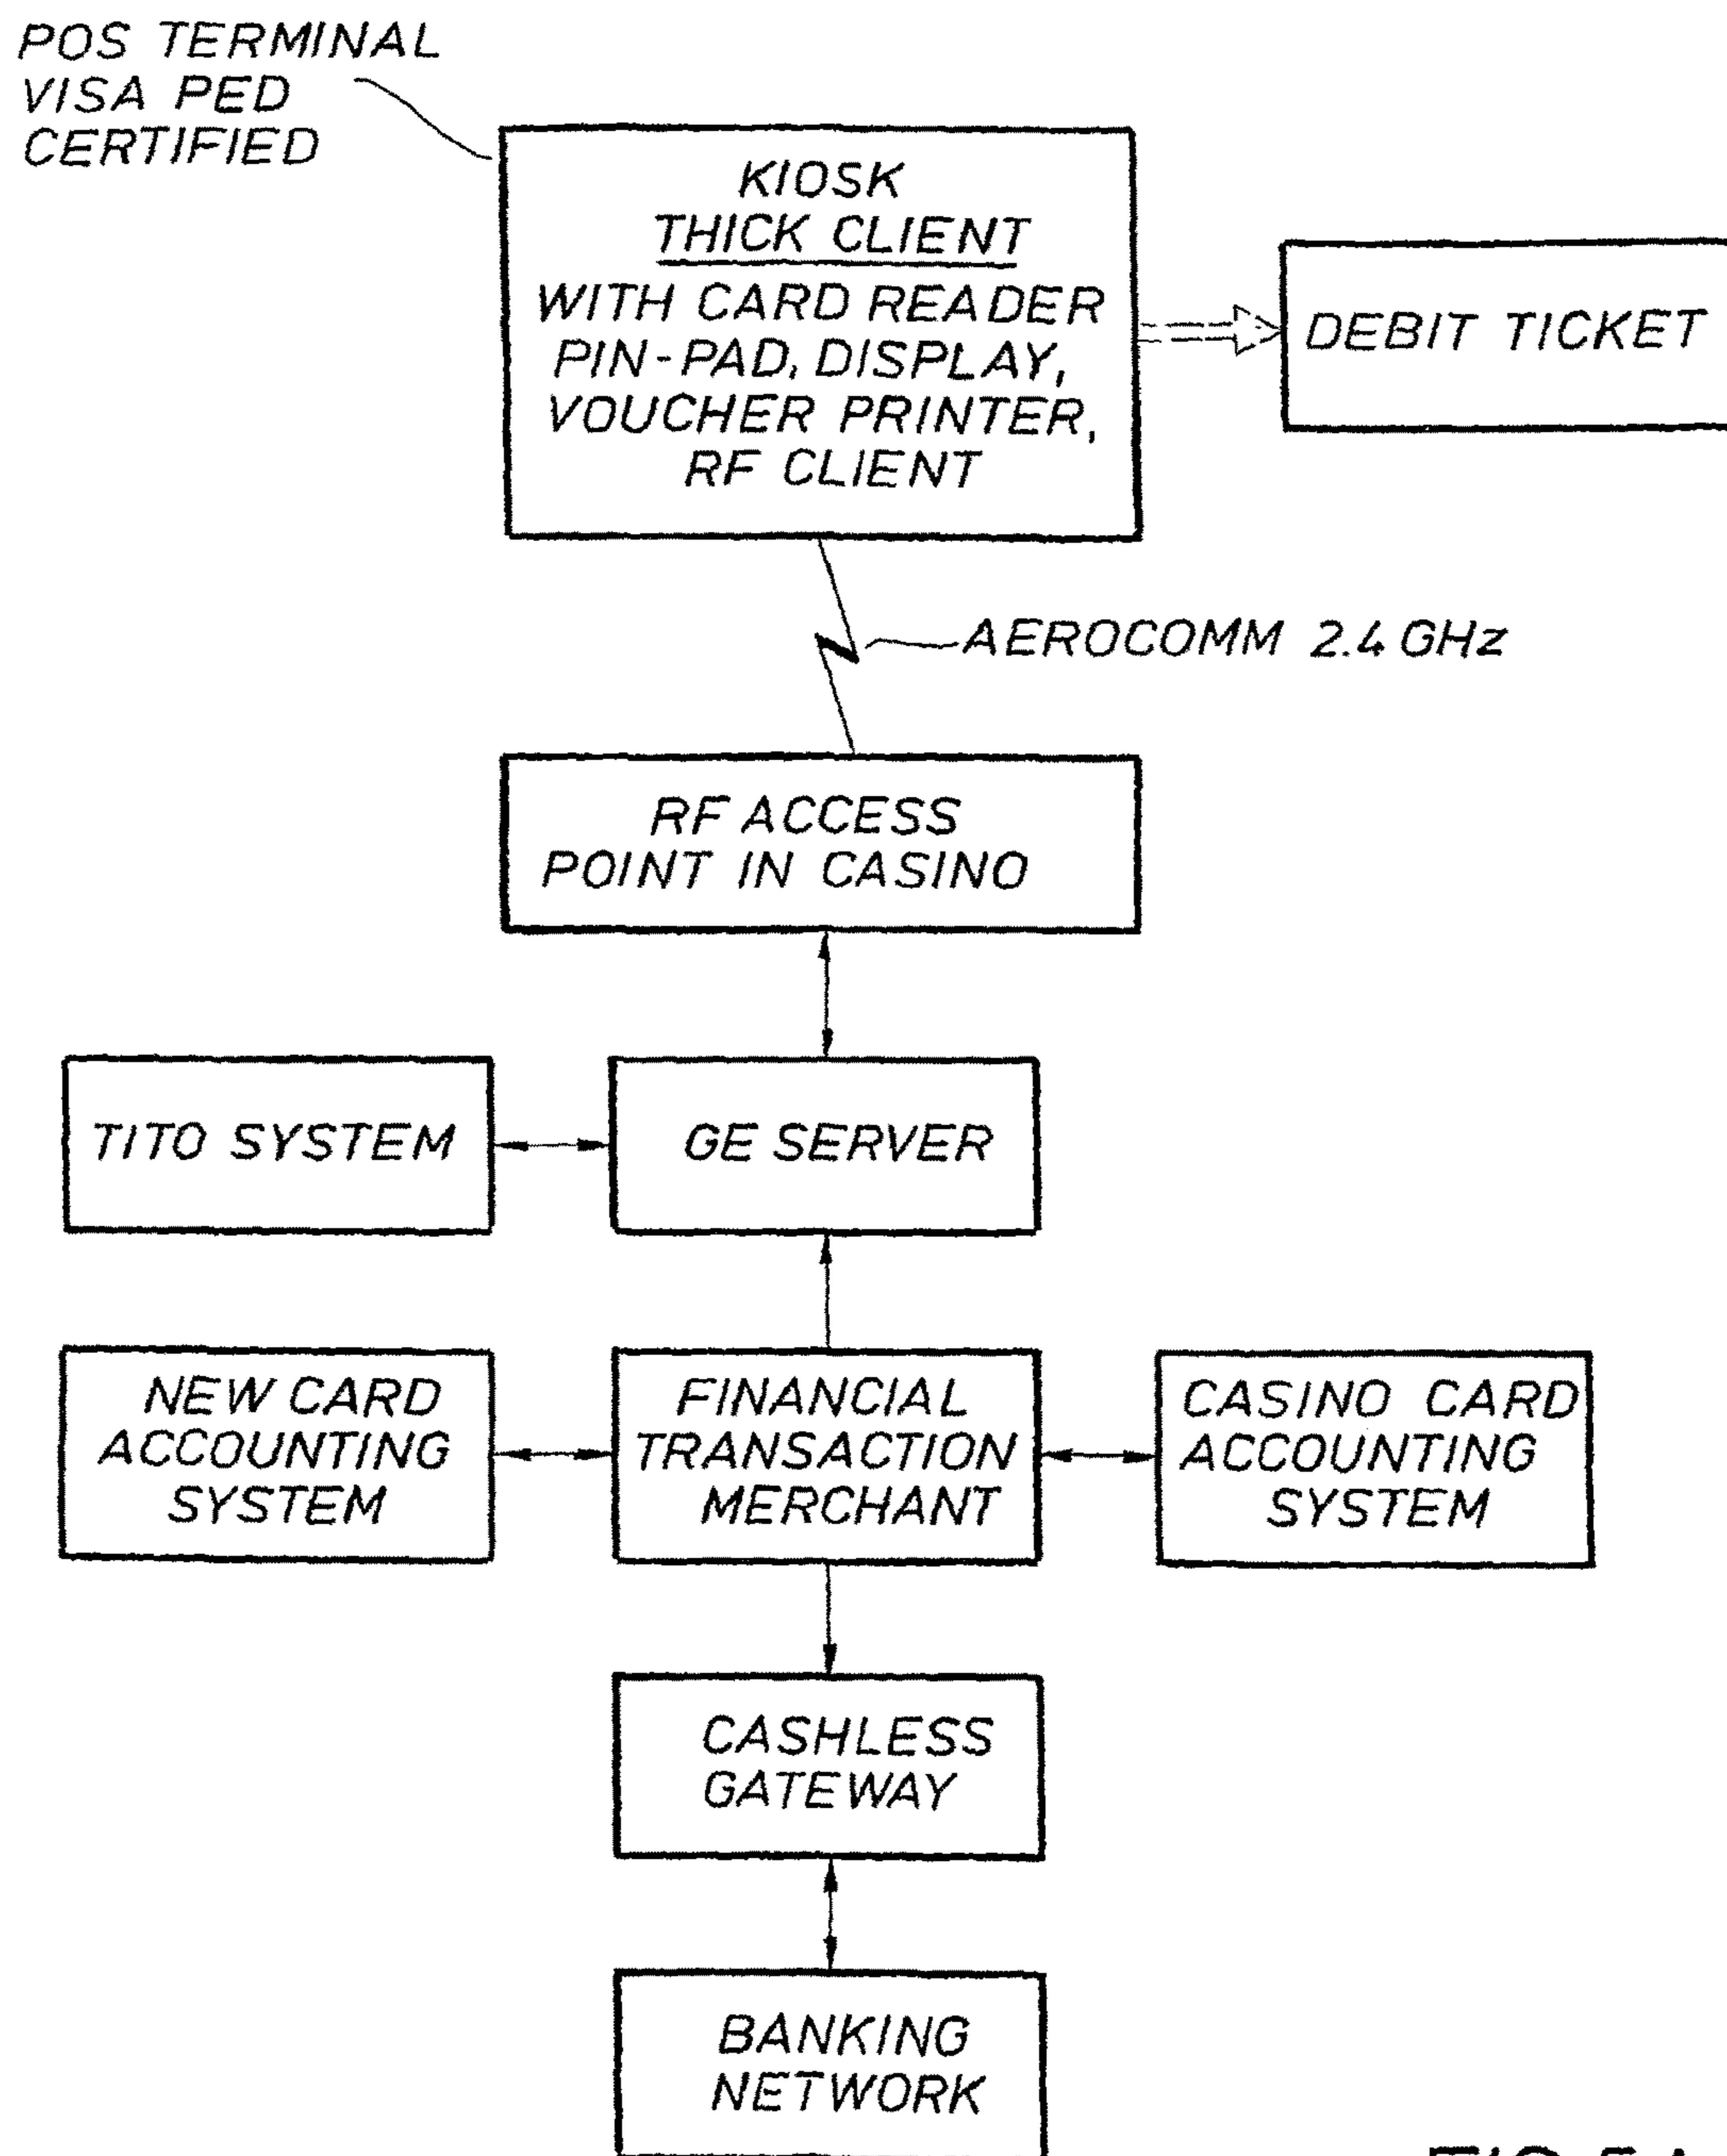 POS TERMINAL
VISA PED
CERTIFIED
KIOSK
THICK CLIENT
WITH CARD READER
PIN-PAD, DISPLAY,
VOUCHER PRINTER,
RF CLIENT
DEBIT TICKET
AEROCOMM 2.4 GHz
RF ACCESS
POINT IN CASINO
TITO SYSTEM
GE SERVER
NEW CARD
ACCOUNTING
SYSTEM
FINANCIAL
TRANSACTION
MERCHANT
CASINO CARD
ACCOUNTING
SYSTEM
CASHLESS
GATEWAY
BANKING
NETWORK